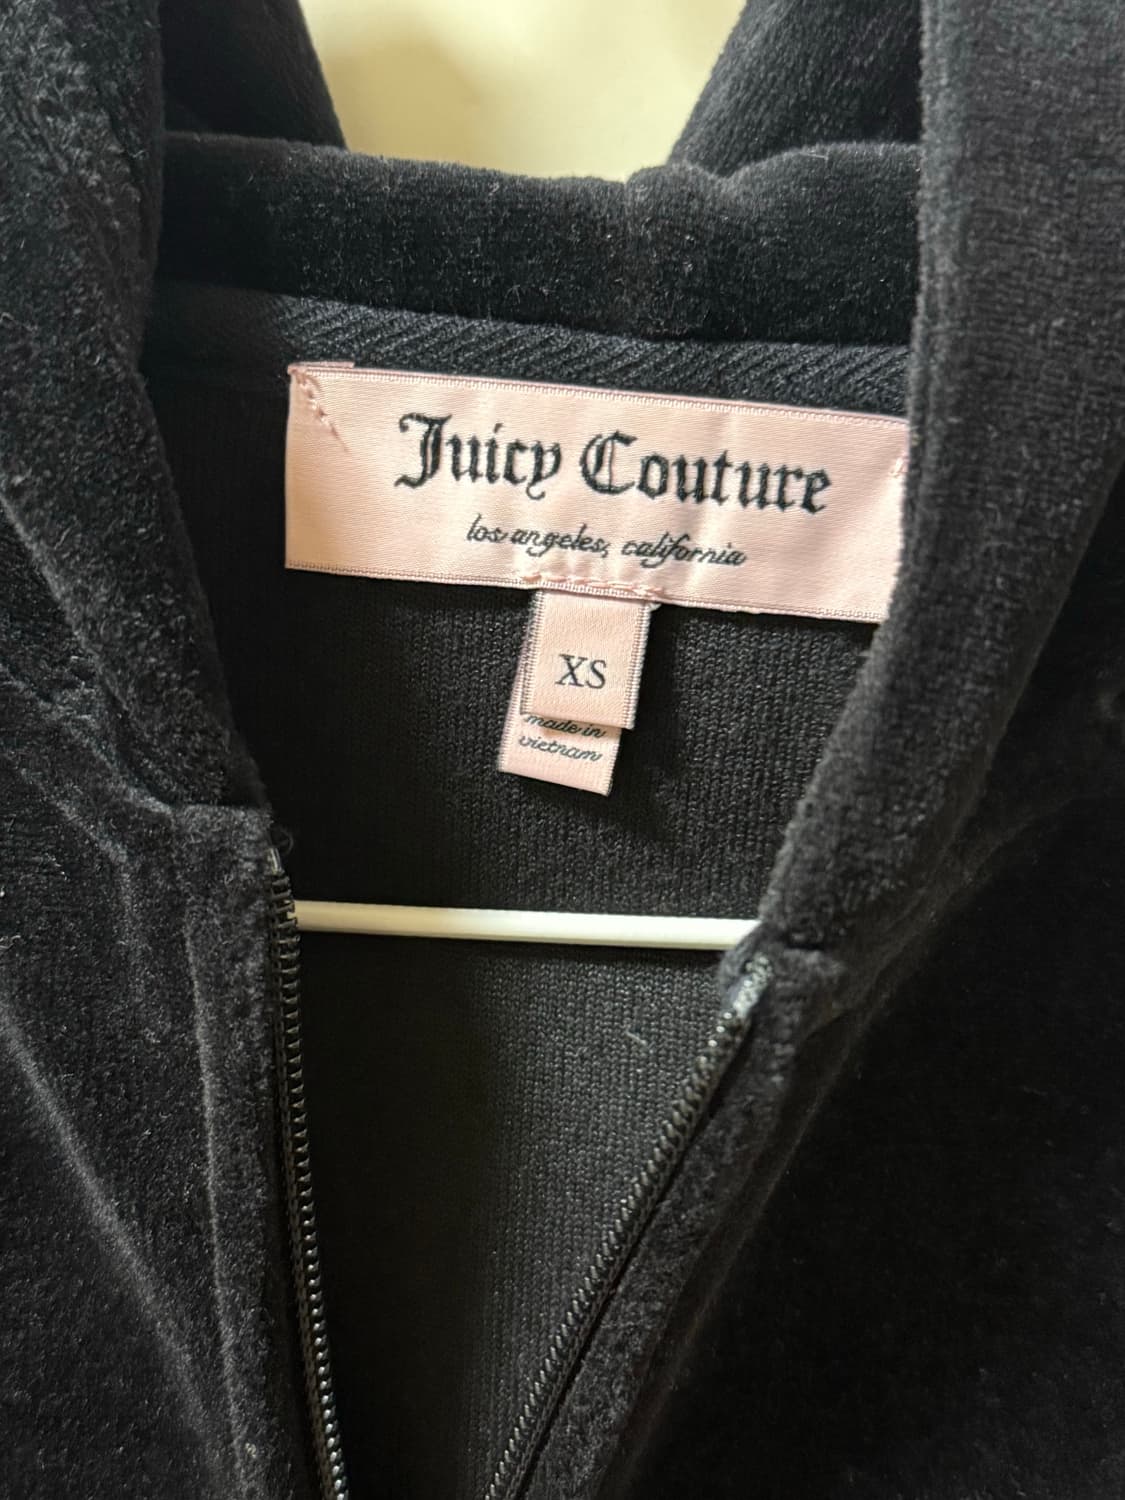 Juicy Couture
los angeles, california
XS
made in
vietnam